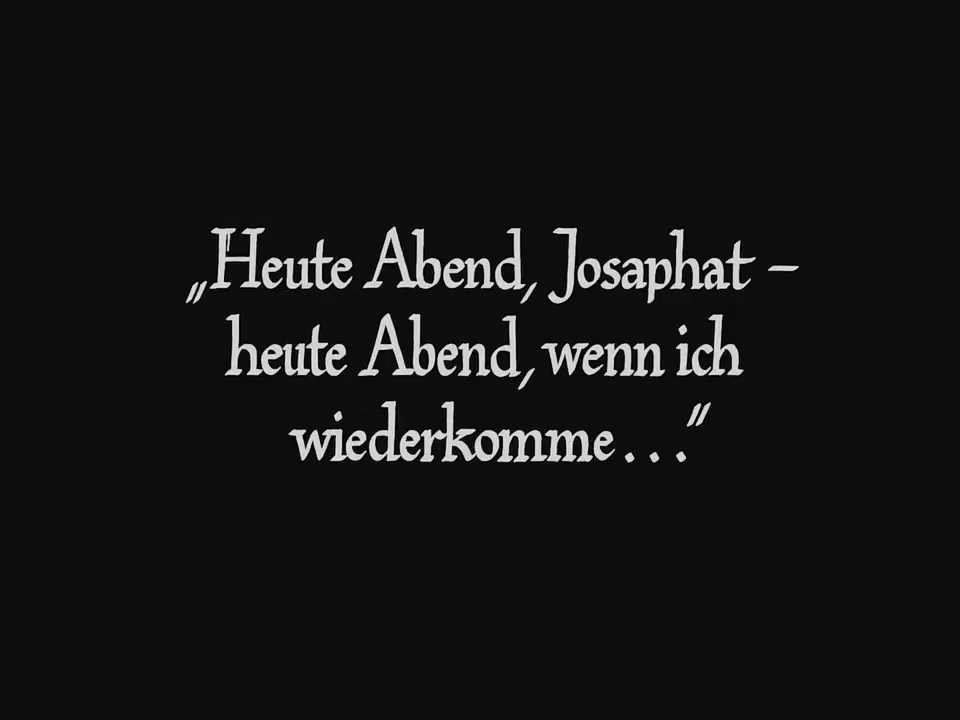 „Heute Abend, Josaphat –
heute Abend, wenn ich
wiederkomme . . .“